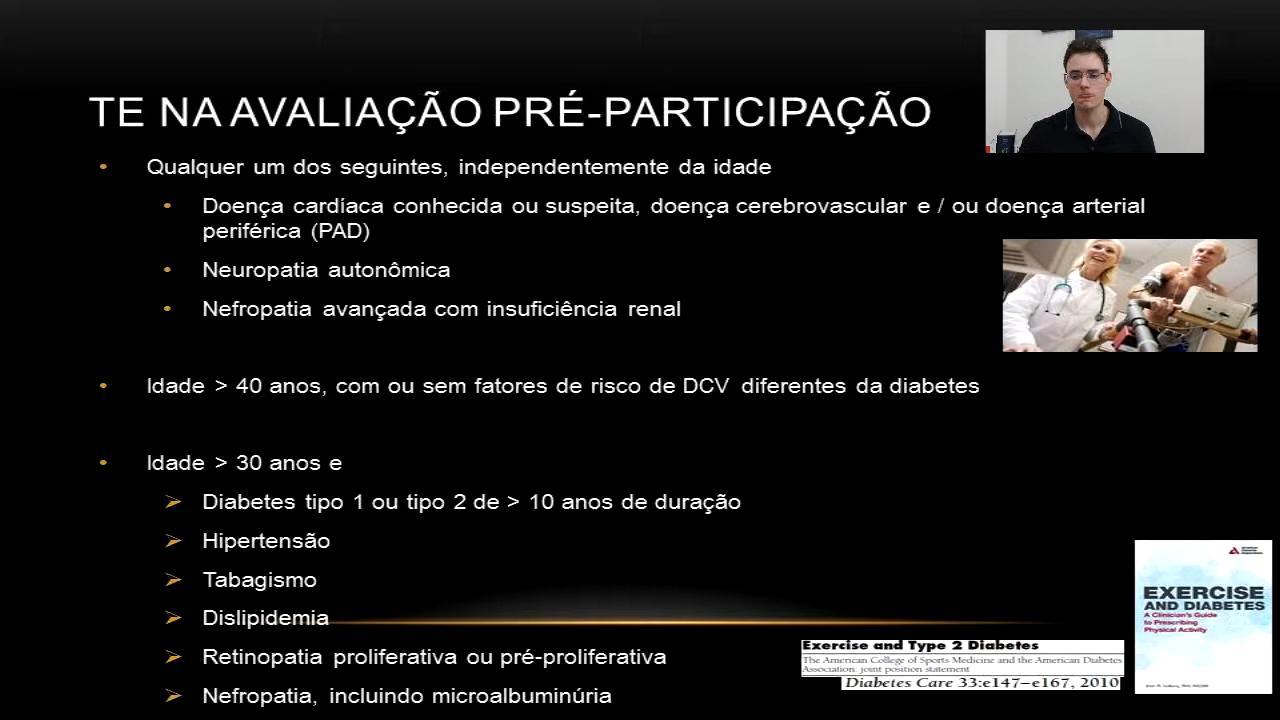 TE NA AVALIAÇÃO PRÉ-PARTICIPAÇÃO
Qualquer um dos seguintes, independentemente da idade
Doença cardíaca conhecida ou suspeita, doença cerebrovascular e / ou doença arterial
periférica (PAD)
Neuropatia autonômica
Nefropatia avançada com insuficiência renal
Idade > 40 anos, com ou sem fatores de risco de DCV diferentes da diabetes
Idade > 30 anos e
Diabetes tipo 1 ou tipo 2 de > 10 anos de duração
Hipertensão
Tabagismo
Dislipidemia
Retinopatia proliferativa ou pré-proliferativa
Nefropatia, incluindo microalbuminúria
Exercise and Type 2 Diabetes
The American College of Sports Medicine and the American Diabetes
Association: joint position statement
Diabetes Care 33:e147–e167, 2010
EXERCISE
AND DIABETES
A Clinician's Guide
to Prescribing
Physical Activity